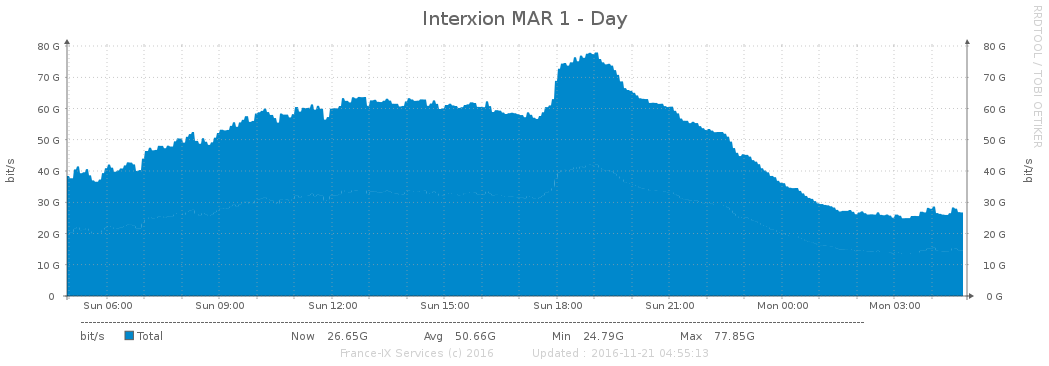 Interxion MAR 1 - Day
RRDTOOL / TOBI OETIKER
80 G 80 G
70 G 70 G
60 G 60 G
50 G 50 G
40 G 40 G
30 G 30 G
20 G 20 G
10 G 10 G
0 0 G
bit/s bit/s
Sun 06:00 Sun 09:00 Sun 12:00 Sun 15:00 Sun 18:00 Sun 21:00 Mon 00:00 Mon 03:00
bit/s Total Now 26.65G Avg 50.66G Min 24.79G Max 77.85G
France-IX Services (c) 2016 Updated : 2016-11-21 04:55:13